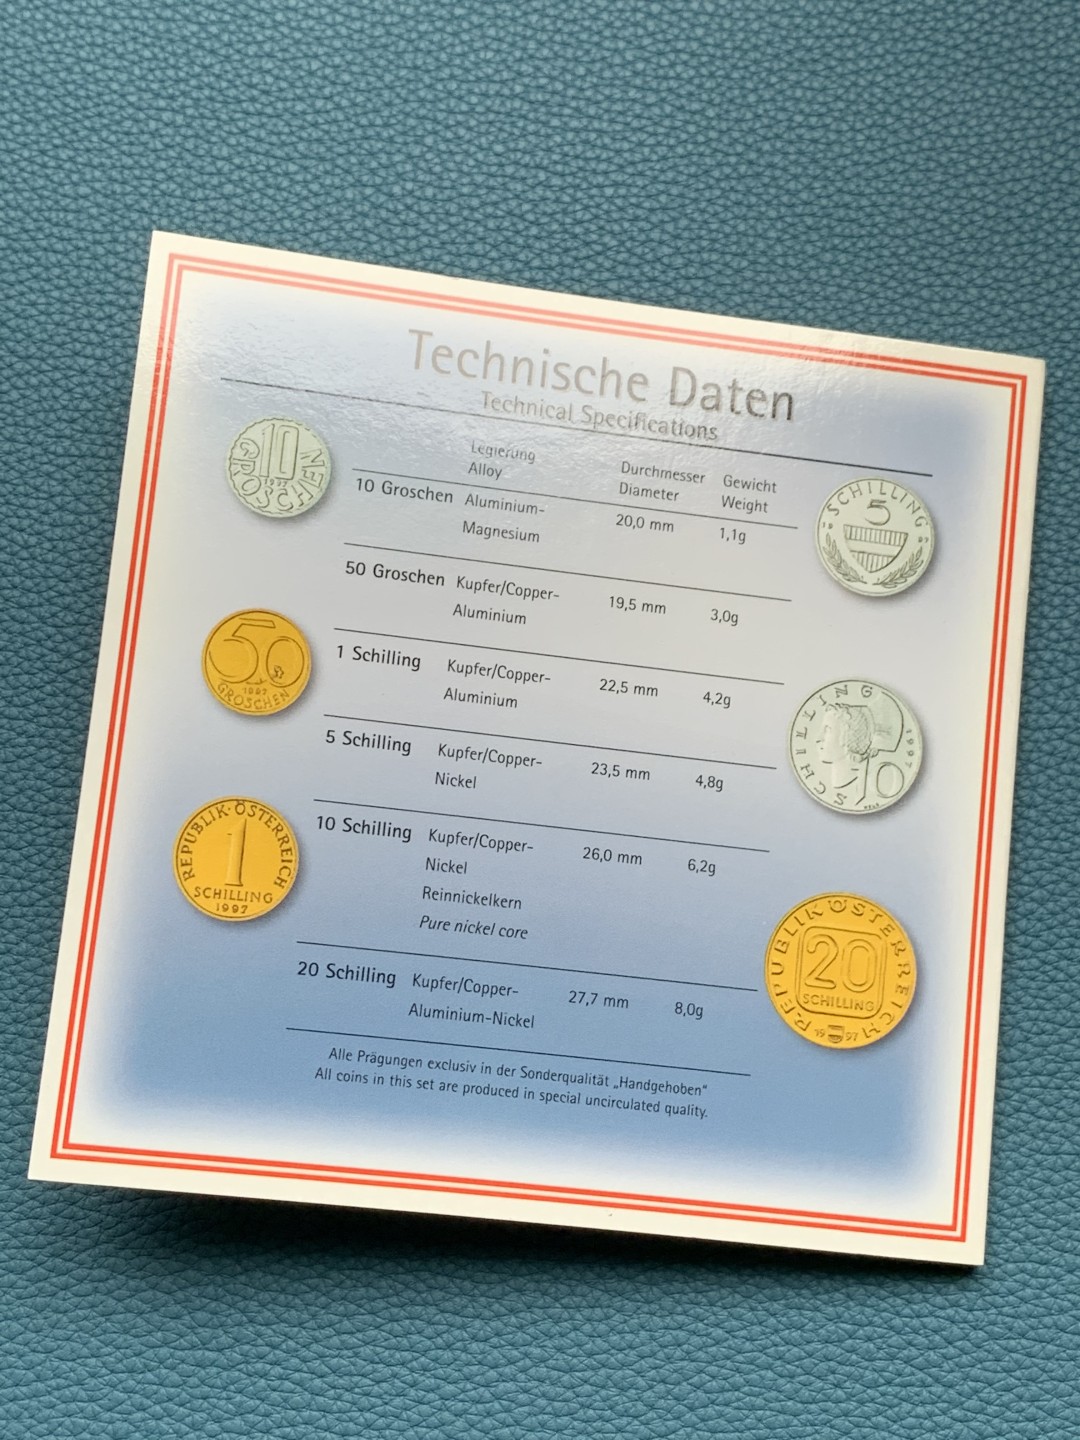 Technische Daten
Technical Specifications
Legierung Durchmesser Gewicht
Alloy Diameter Weight
10 Groschen Aluminium- 20,0 mm 1,1g
Magnesium
50 Groschen Kupfer/Copper- 19,5 mm 3,0g
Aluminium
1 Schilling Kupfer/Copper- 22,5 mm 4,2g
Aluminium
5 Schilling Kupfer/Copper- 23,5 mm 4,8g
Nickel
10 Schilling Kupfer/Copper- 26,0 mm 6,2g
Nickel
Reinnickelkern
Pure nickel core
20 Schilling Kupfer/Copper- 27,7 mm 8,0g
Aluminium-Nickel
Alle Prägungen exclusiv in der Sonderqualität „Handgehoben“
All coins in this set are produced in special uncirculated quality.
10
GROSCHEN
1997
50
1997
GROSCHEN
REPUBLIK·ÖSTERREICH
1
SCHILLING
1997
SCHILLING
5
SCHILLING
10
1997
REPUBLIK ÖSTERREICH
20
SCHILLING
19 97